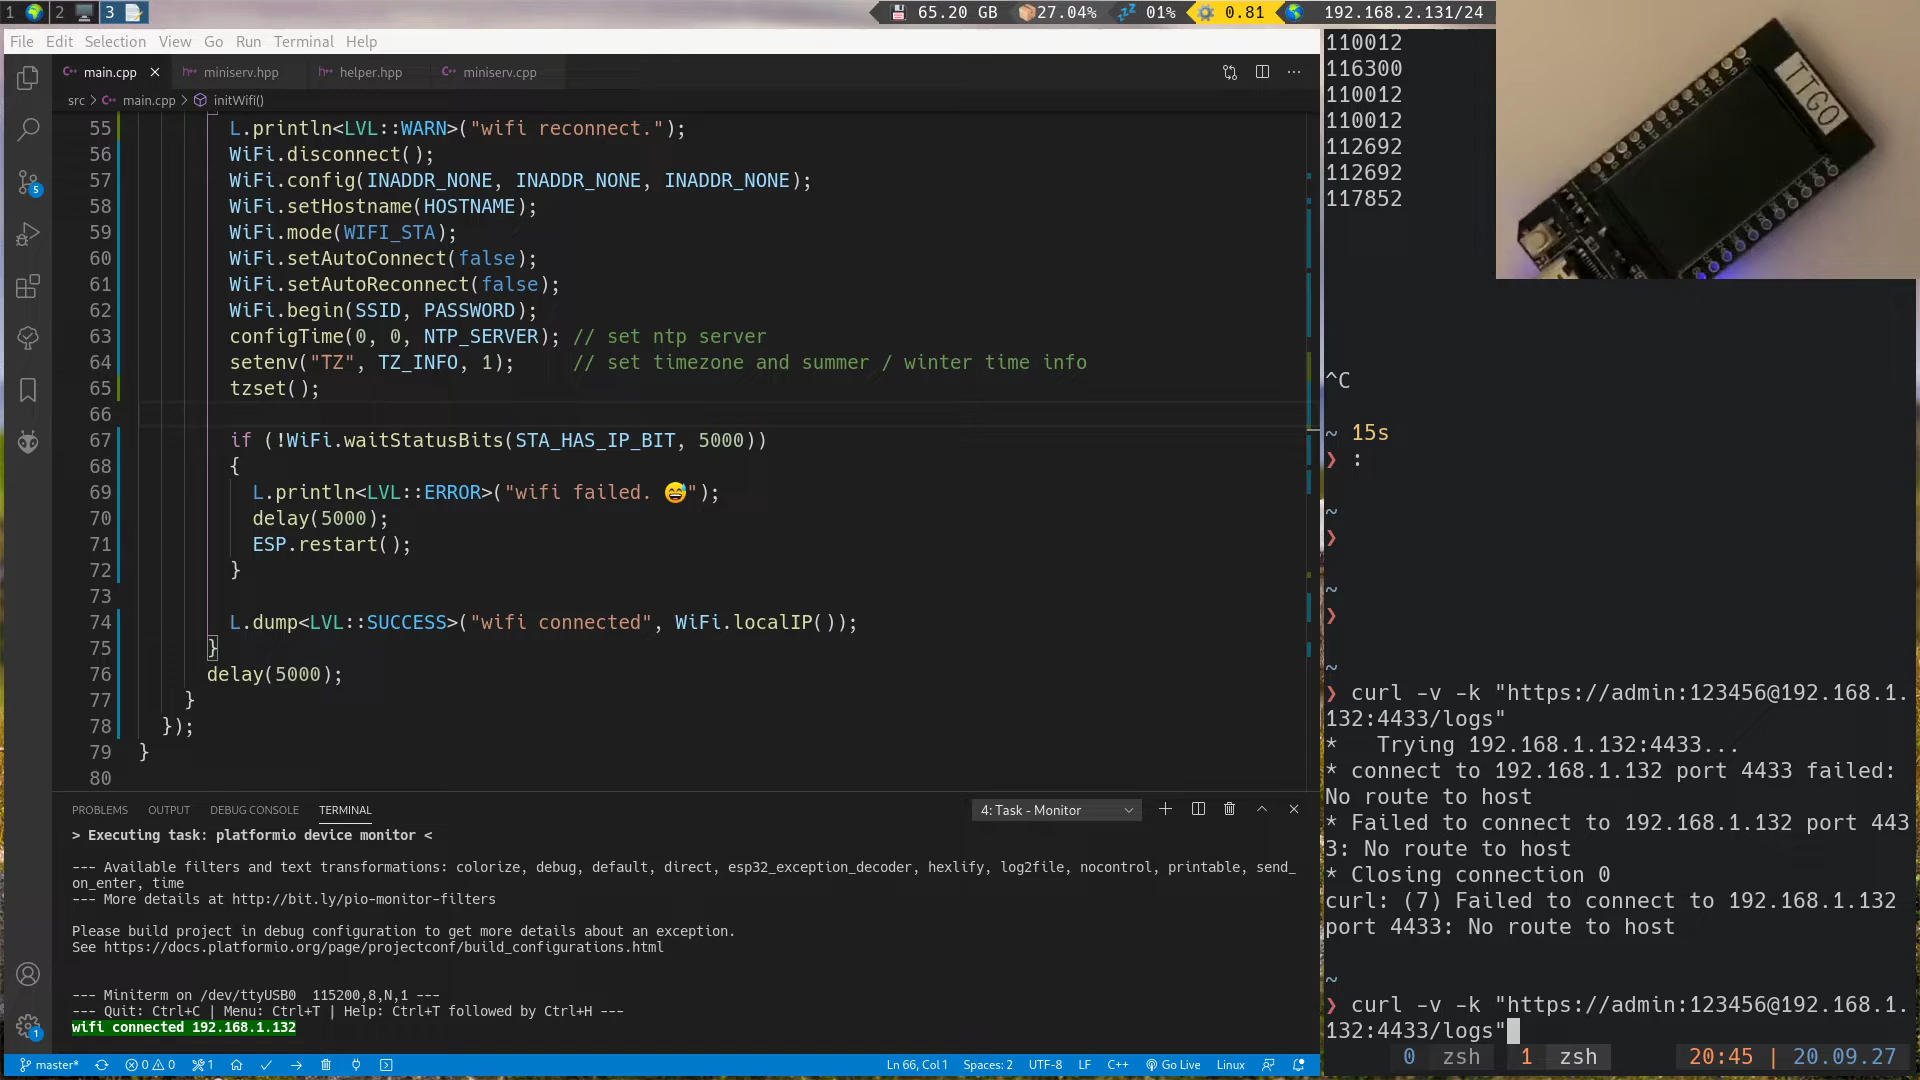 1 2 3 65.20 GB 27.04% 01% 0.81 192.168.2.131/24
File Edit Selection View Go Run Terminal Help
main.cpp miniserv.hpp helper.hpp miniserv.cpp
src > main.cpp > initWifi()
55 L.println<LVL::WARN>("wifi reconnect.");
56 WiFi.disconnect();
57 WiFi.config(INADDR_NONE, INADDR_NONE, INADDR_NONE);
58 WiFi.setHostname(HOSTNAME);
59 WiFi.mode(WIFI_STA);
60 WiFi.setAutoConnect(false);
61 WiFi.setAutoReconnect(false);
62 WiFi.begin(SSID, PASSWORD);
63 configTime(0, 0, NTP_SERVER); // set ntp server
64 setenv("TZ", TZ_INFO, 1); // set timezone and summer / winter time info
65 tzset();
66
67 if (!WiFi.waitStatusBits(STA_HAS_IP_BIT, 5000))
68 {
69 L.println<LVL::ERROR>("wifi failed. 😅");
70 delay(5000);
71 ESP.restart();
72 }
73
74 L.dump<LVL::SUCCESS>("wifi connected", WiFi.localIP());
75 }
76 delay(5000);
77 }
78 });
79 }
80
PROBLEMS OUTPUT DEBUG CONSOLE TERMINAL 4: Task - Monitor
> Executing task: platformio device monitor <
--- Available filters and text transformations: colorize, debug, default, direct, esp32_exception_decoder, hexlify, log2file, nocontrol, printable, send_
on_enter, time
--- More details at http://bit.ly/pio-monitor-filters
Please build project in debug configuration to get more details about an exception.
See https://docs.platformio.org/page/projectconf/build_configurations.html
--- Miniterm on /dev/ttyUSB0 115200,8,N,1 ---
--- Quit: Ctrl+C | Menu: Ctrl+T | Help: Ctrl+T followed by Ctrl+H ---
wifi connected 192.168.1.132
5
1
master* 0 0 1 Ln 66, Col 1 Spaces: 2 UTF-8 LF C++ Go Live Linux
110012
116300
110012
110012
112692
112692
117852
TTGO
^C
~ 15s
❯ :
~
❯
~
❯
~
❯ curl -v -k "https://admin:123456@192.168.1.
132:4433/logs"
* Trying 192.168.1.132:4433...
* connect to 192.168.1.132 port 4433 failed:
No route to host
* Failed to connect to 192.168.1.132 port 443
3: No route to host
* Closing connection 0
curl: (7) Failed to connect to 192.168.1.132
port 4433: No route to host
~
❯ curl -v -k "https://admin:123456@192.168.1.
132:4433/logs"
0 zsh 1 zsh 20:45 | 20.09.27